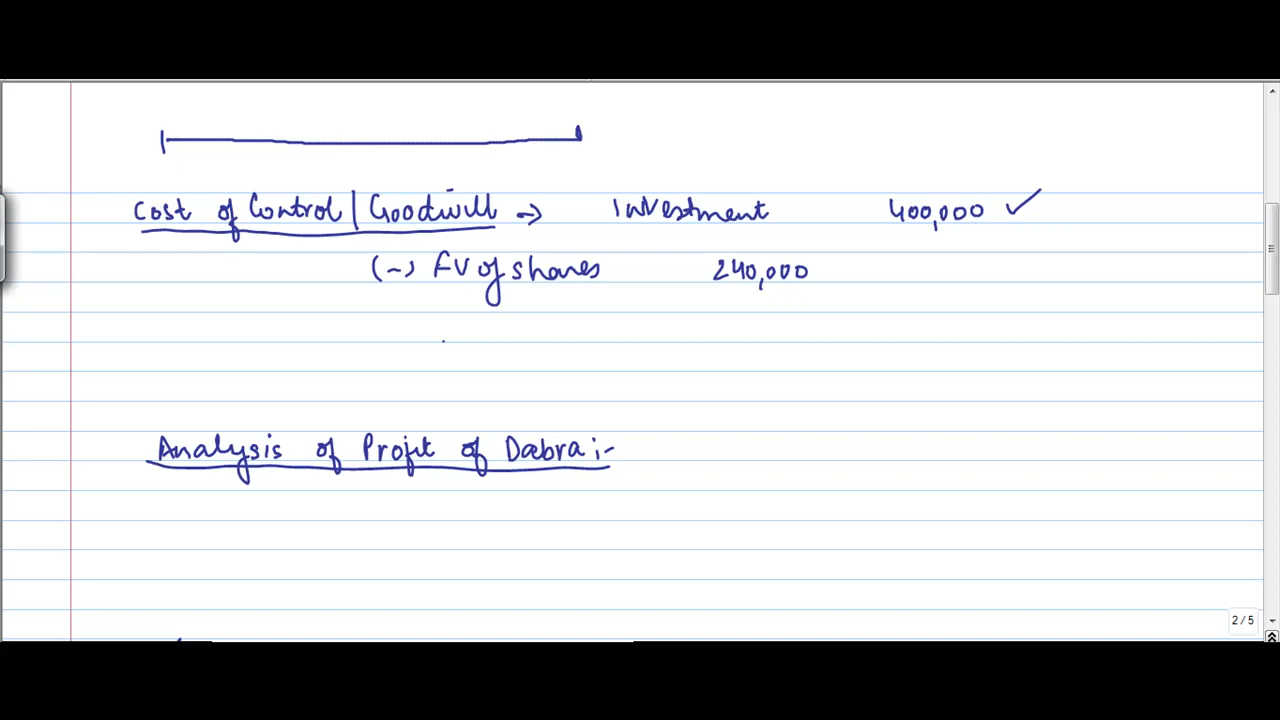 Cost of Control | Goodwill → Investment 400,000 ✓
(-) FV of shares 240,000
Analysis of Profit of Dabra :-
2 / 5